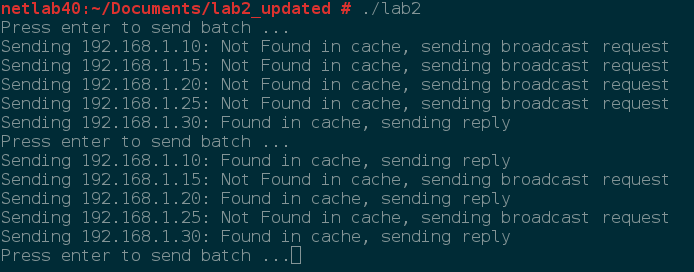 netlab40:~/Documents/lab2_updated # ./lab2
Press enter to send batch ...
Sending 192.168.1.10: Not Found in cache, sending broadcast request
Sending 192.168.1.15: Not Found in cache, sending broadcast request
Sending 192.168.1.20: Not Found in cache, sending broadcast request
Sending 192.168.1.25: Not Found in cache, sending broadcast request
Sending 192.168.1.30: Found in cache, sending reply
Press enter to send batch ...
Sending 192.168.1.10: Found in cache, sending reply
Sending 192.168.1.15: Not Found in cache, sending broadcast request
Sending 192.168.1.20: Found in cache, sending reply
Sending 192.168.1.25: Not Found in cache, sending broadcast request
Sending 192.168.1.30: Found in cache, sending reply
Press enter to send batch ...